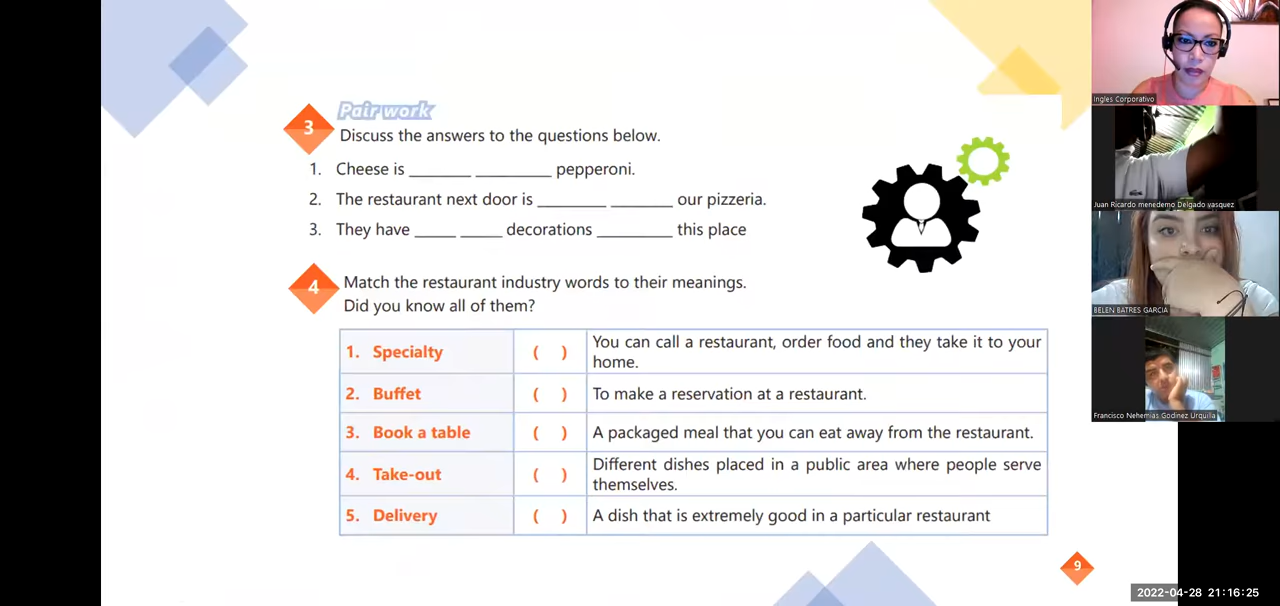 Pair work
3
Discuss the answers to the questions below.
1. Cheese is _______ _________ pepperoni.
2. The restaurant next door is ________ _______ our pizzeria.
3. They have _____ _____ decorations _________ this place
4
Match the restaurant industry words to their meanings.
Did you know all of them?
1. Specialty ( ) You can call a restaurant, order food and they take it to your
home.
2. Buffet ( ) To make a reservation at a restaurant.
3. Book a table ( ) A packaged meal that you can eat away from the restaurant.
4. Take-out ( ) Different dishes placed in a public area where people serve
themselves.
5. Delivery ( ) A dish that is extremely good in a particular restaurant
9
Ingles Corporativo
Juan Ricardo menedemo Delgado vasquez
BELEN BATRES GARCIA
Francisco Nehemias Godinez Urquilla
2022-04-28 21:16:25